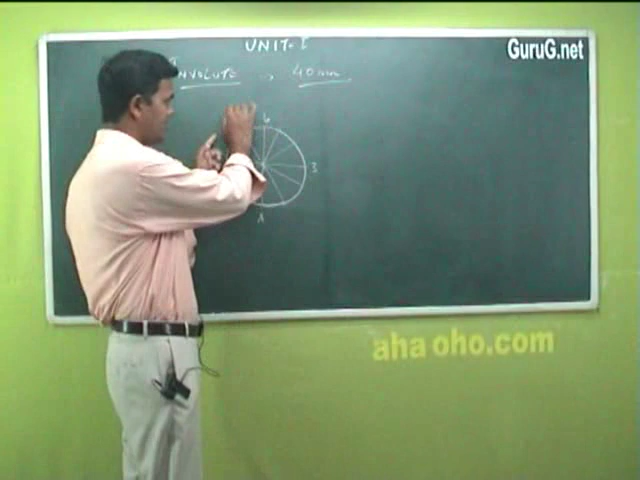 UNIT-I
GuruG.net
INVOLUTE → 40mm
6
3
A
aha oho.com